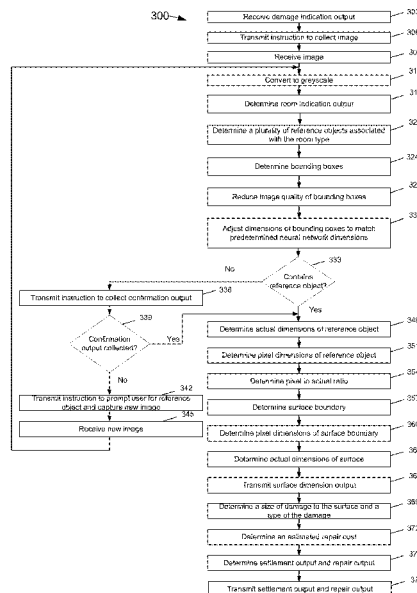 300
Receive damage indication output
Transmit instruction to collect image
Receive image
Convert to greyscale
Determine room indication output
Determine a plurality of reference objects associated
with the room type
Determine bounding boxes
324
Reduce image quality of bounding boxes
Adjust dimensions of bounding boxes to match
predetermined neural network dimensions
333
Contains
reference object?
No
Yes
Transmit instruction to collect confirmation output
336
339
Confirmation
output collected?
Yes
No
342
Transmit instruction to prompt user for reference
object and capture new image
345
Receive new image
Determine actual dimensions of reference object
Determine pixel dimensions of reference object
Determine pixel to actual ratio
Determine surface boundary
Determine pixel dimensions of surface boundary
Determine actual dimensions of surface
Transmit surface dimension output
Determine a size of damage to the surface and a
type of the damage
Determine an estimated repair cost
Determine settlement output and repair output
Transmit settlement output and repair output